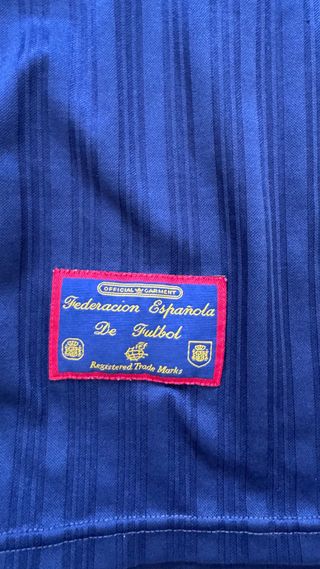 OFFICIAL GARMENT
Federacion Española
De Futbol
Registered Trade Marks